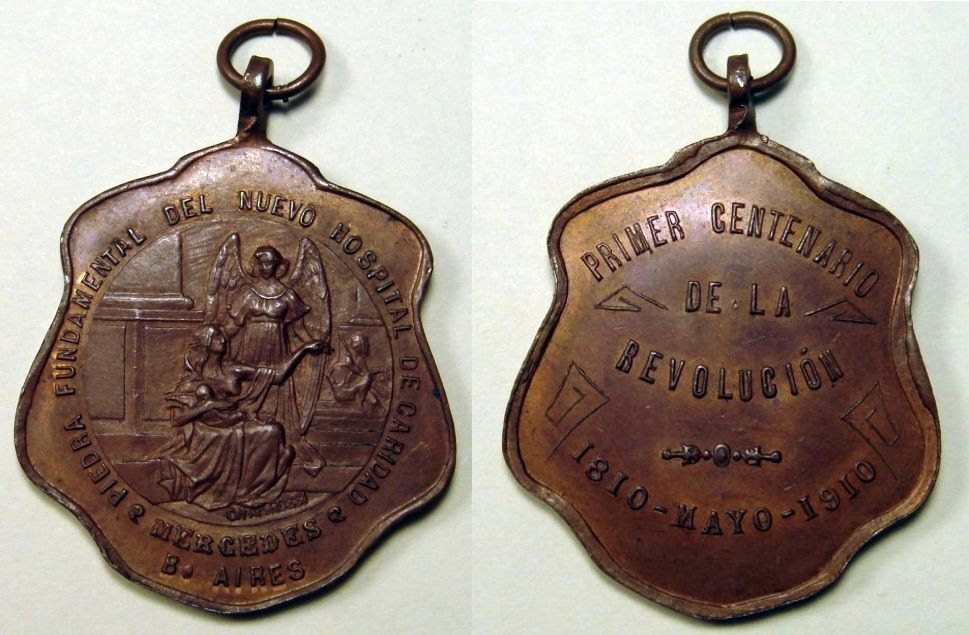 PIEDRA FUNDAMENTAL DEL NUEVO HOSPITAL DE CARIDAD
MERCEDES
B. AIRES
PRIMER CENTENARIO
DE·LA
REVOLUCIÓN
1810-MAYO-1910